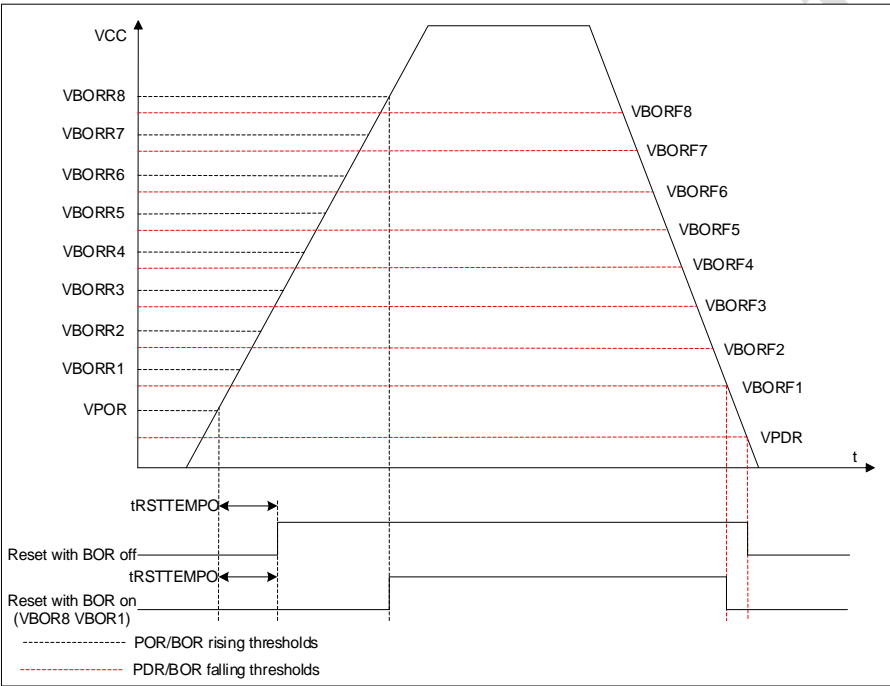 VCC
VBORR8
VBORF8
VBORR7
VBORF7
VBORR6
VBORF6
VBORR5
VBORF5
VBORR4
VBORF4
VBORR3
VBORF3
VBORR2
VBORF2
VBORR1
VBORF1
VPOR
VPDR
t
tRSTTEMPO
Reset with BOR off
tRSTTEMPO
Reset with BOR on
(VBOR8 VBOR1)
POR/BOR rising thresholds
PDR/BOR falling thresholds